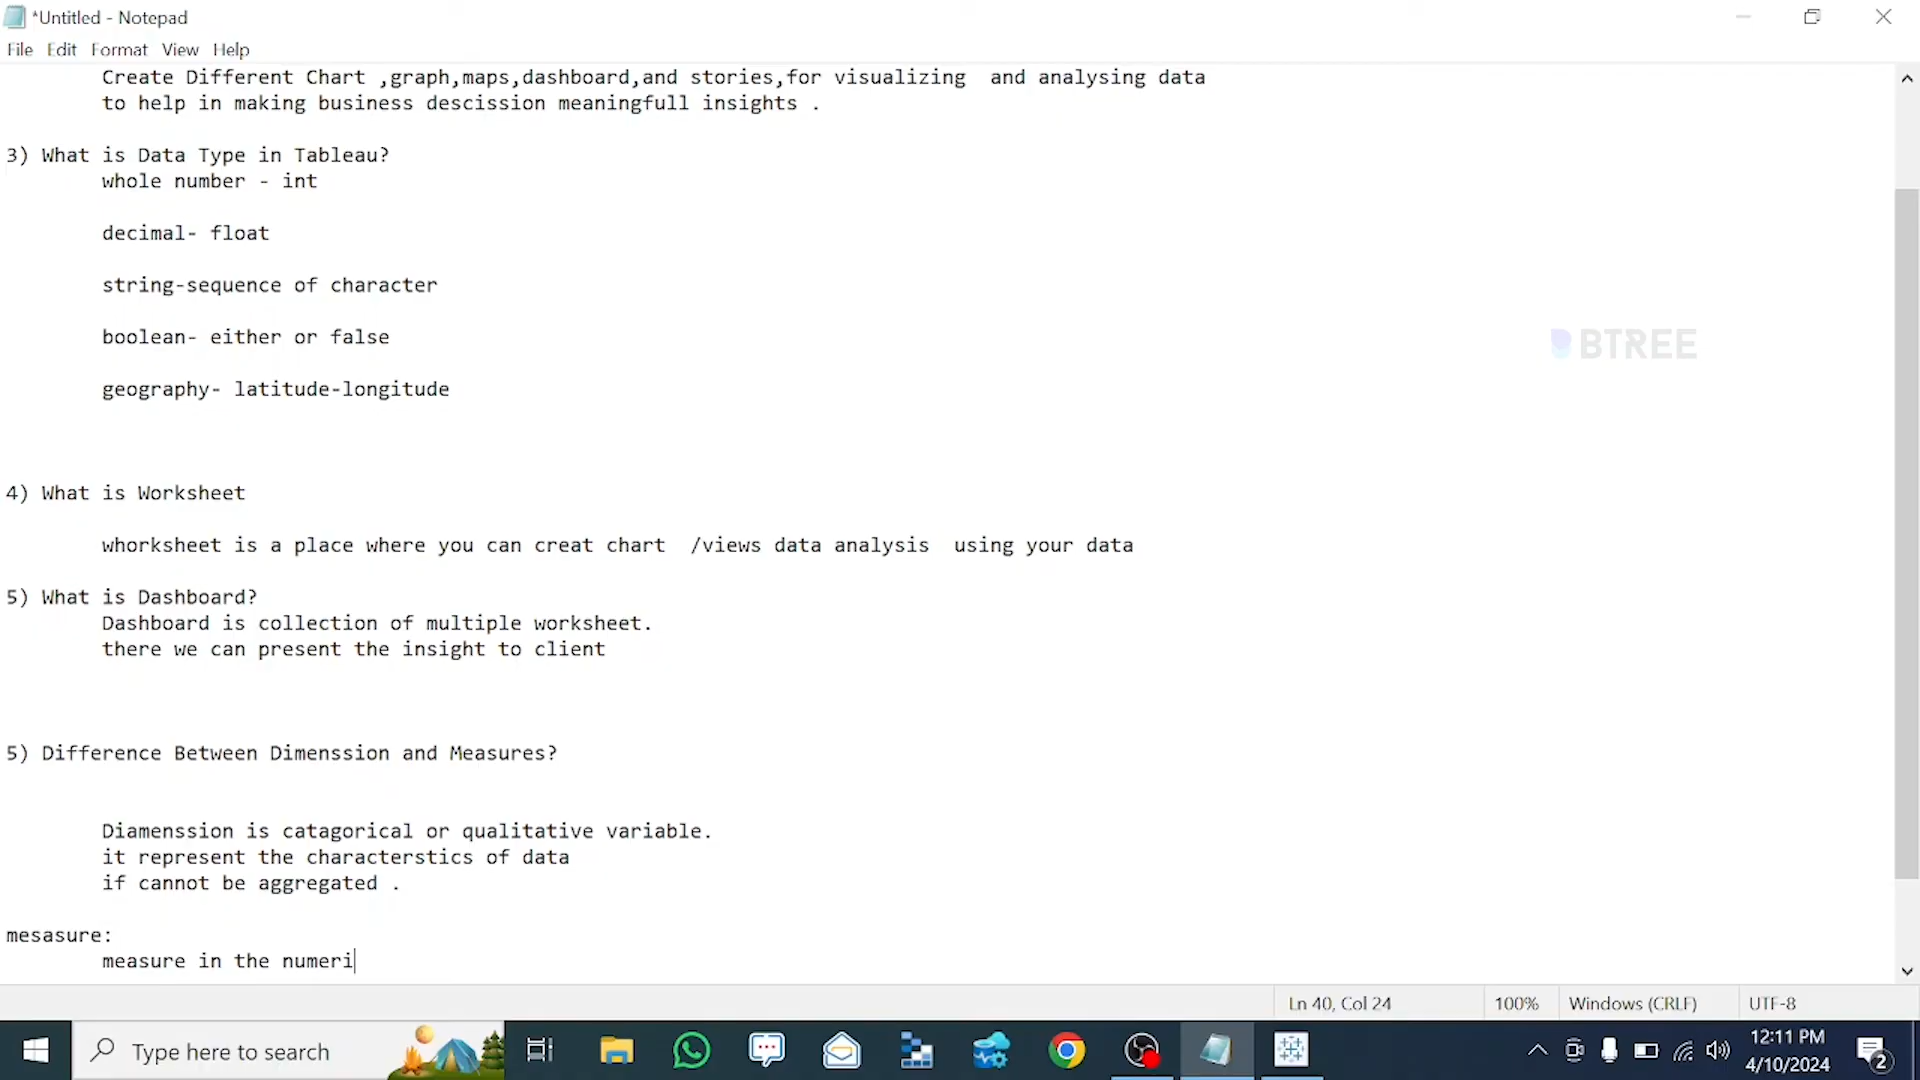 *Untitled - Notepad
File Edit Format View Help
Create Different Chart ,graph,maps,dashboard,and stories,for visualizing  and analysing data
to help in making business descission meaningfull insights .
3) What is Data Type in Tableau?
whole number - int
decimal- float
string-sequence of character
boolean- either or false
geography- latitude-longitude
BTREE
4) What is Worksheet
whorksheet is a place where you can creat chart  /views data analysis  using your data
5) What is Dashboard?
Dashboard is collection of multiple worksheet.
there we can present the insight to client
5) Difference Between Dimenssion and Measures?
Diamenssion is catagorical or qualitative variable.
it represent the characterstics of data
if cannot be aggregated .
mesasure:
measure in the numeri
Ln 40, Col 24 100% Windows (CRLF) UTF-8
Type here to search
12:11 PM
4/10/2024
2